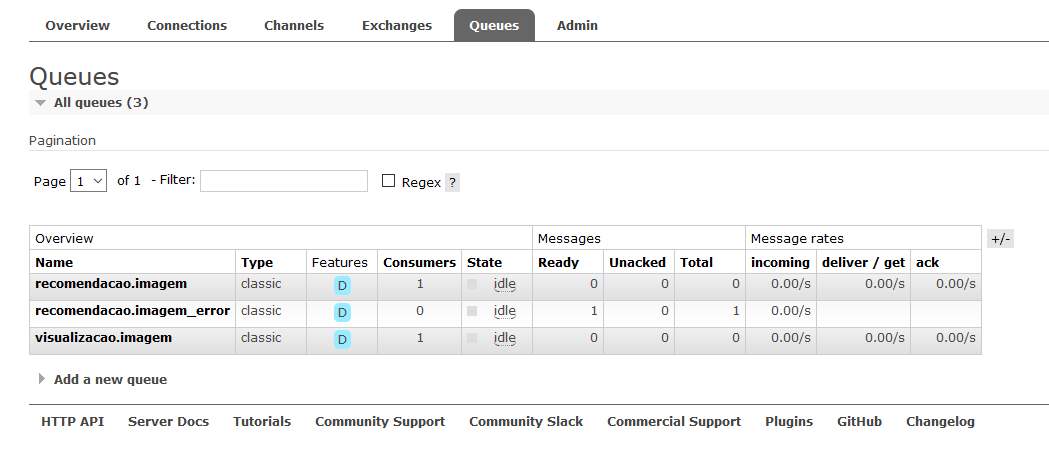 Overview Connections Channels Exchanges Queues Admin
Queues
All queues (3)
Pagination
Page 1 of 1 - Filter: Regex ?
Overview Messages Message rates +/-
Name Type Features Consumers State Ready Unacked Total incoming deliver / get ack
recomendacao.imagem classic D 1 idle 0 0 0 0.00/s 0.00/s 0.00/s
recomendacao.imagem_error classic D 0 idle 1 0 1 0.00/s
visualizacao.imagem classic D 1 idle 0 0 0 0.00/s 0.00/s 0.00/s
Add a new queue
HTTP API Server Docs Tutorials Community Support Community Slack Commercial Support Plugins GitHub Changelog